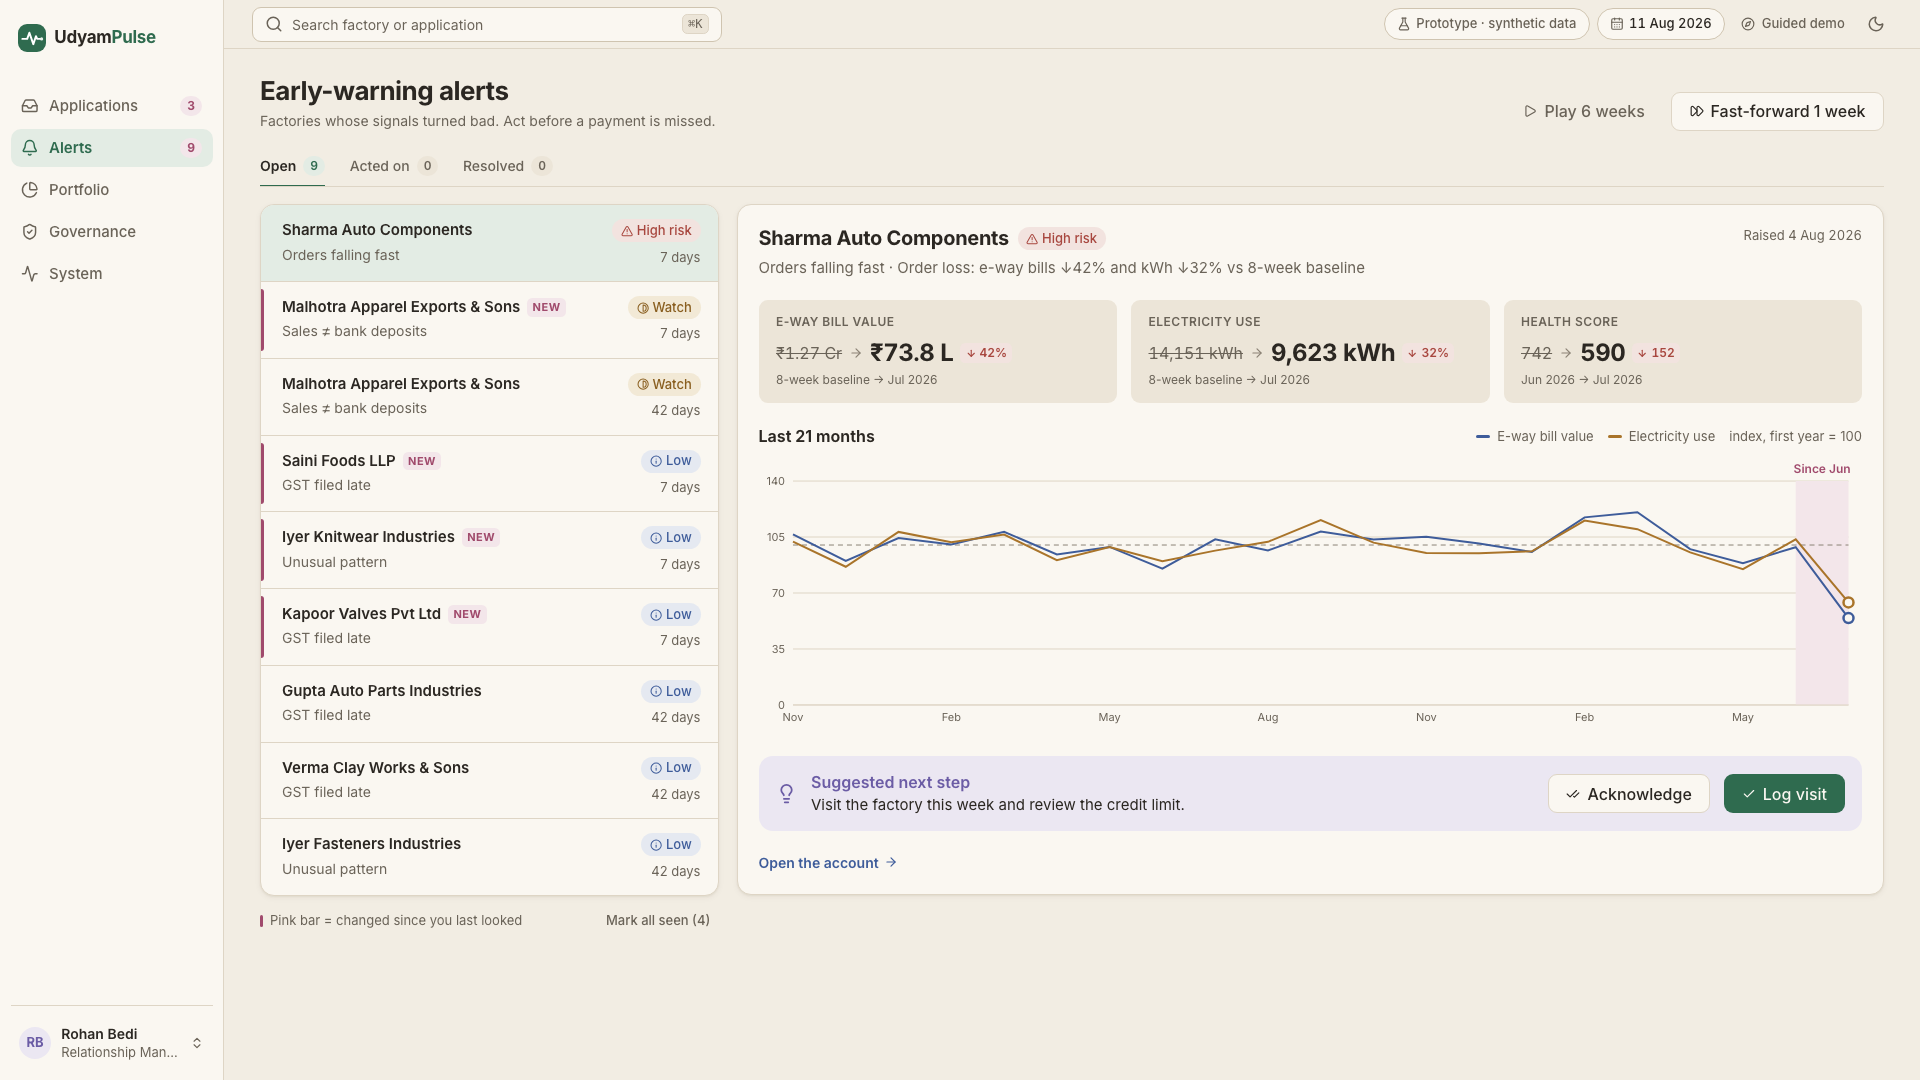 UdyamPulse
Search factory or application
⌘K
Prototype · synthetic data
11 Aug 2026
Guided demo
Applications 3
Alerts 9
Portfolio
Governance
System
Early-warning alerts
Factories whose signals turned bad. Act before a payment is missed.
Play 6 weeks
Fast-forward 1 week
Open 9 Acted on 0 Resolved 0
Sharma Auto Components High risk
Orders falling fast 7 days
Malhotra Apparel Exports & Sons NEW Watch
Sales ≠ bank deposits 7 days
Malhotra Apparel Exports & Sons Watch
Sales ≠ bank deposits 42 days
Saini Foods LLP NEW Low
GST filed late 7 days
Iyer Knitwear Industries NEW Low
Unusual pattern 7 days
Kapoor Valves Pvt Ltd NEW Low
GST filed late 7 days
Gupta Auto Parts Industries Low
GST filed late 42 days
Verma Clay Works & Sons Low
GST filed late 42 days
Iyer Fasteners Industries Low
Unusual pattern 42 days
Pink bar = changed since you last looked Mark all seen (4)
Sharma Auto Components High risk Raised 4 Aug 2026
Orders falling fast · Order loss: e-way bills ↓42% and kWh ↓32% vs 8-week baseline
E-WAY BILL VALUE
₹1.27 Cr → ₹73.8 L ↓ 42%
8-week baseline → Jul 2026
ELECTRICITY USE
14,151 kWh → 9,623 kWh ↓ 32%
8-week baseline → Jul 2026
HEALTH SCORE
742 → 590 ↓ 152
Jun 2026 → Jul 2026
Last 21 months E-way bill value Electricity use index, first year = 100
Since Jun
140
105
70
35
0
Nov Feb May Aug Nov Feb May
Suggested next step
Visit the factory this week and review the credit limit.
Acknowledge
Log visit
Open the account →
RB
Rohan Bedi
Relationship Man...